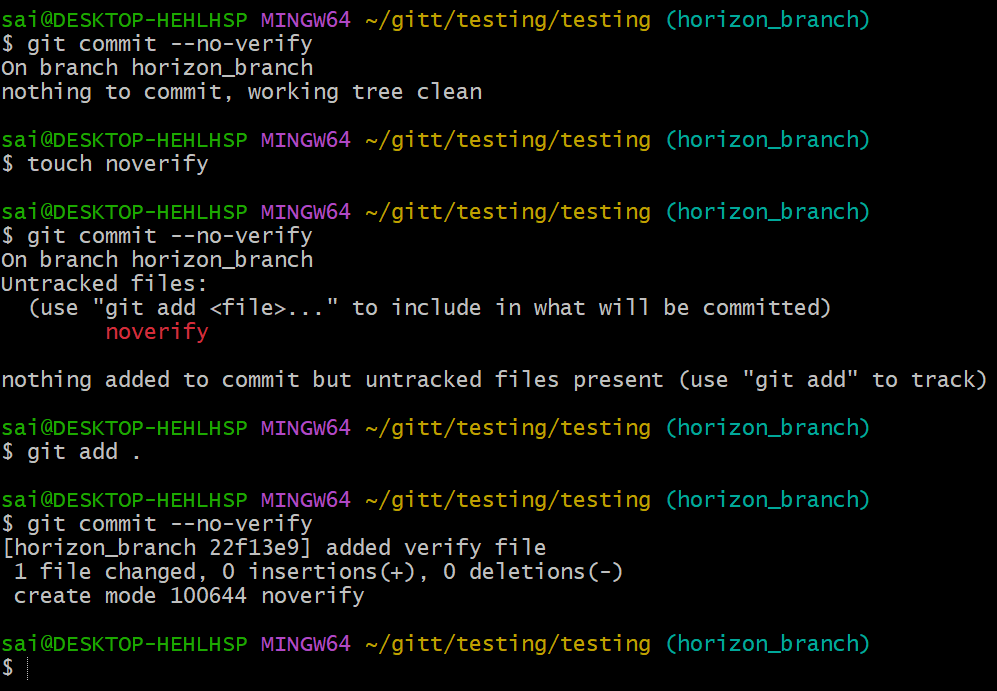 sai@DESKTOP-HEHLHSP MINGW64 ~/gitt/testing/testing (horizon_branch)
$ git commit --no-verify
On branch horizon_branch
nothing to commit, working tree clean
sai@DESKTOP-HEHLHSP MINGW64 ~/gitt/testing/testing (horizon_branch)
$ touch noverify
sai@DESKTOP-HEHLHSP MINGW64 ~/gitt/testing/testing (horizon_branch)
$ git commit --no-verify
On branch horizon_branch
Untracked files:
  (use "git add <file>..." to include in what will be committed)
        noverify
nothing added to commit but untracked files present (use "git add" to track)
sai@DESKTOP-HEHLHSP MINGW64 ~/gitt/testing/testing (horizon_branch)
$ git add .
sai@DESKTOP-HEHLHSP MINGW64 ~/gitt/testing/testing (horizon_branch)
$ git commit --no-verify
[horizon_branch 22f13e9] added verify file
 1 file changed, 0 insertions(+), 0 deletions(-)
 create mode 100644 noverify
sai@DESKTOP-HEHLHSP MINGW64 ~/gitt/testing/testing (horizon_branch)
$